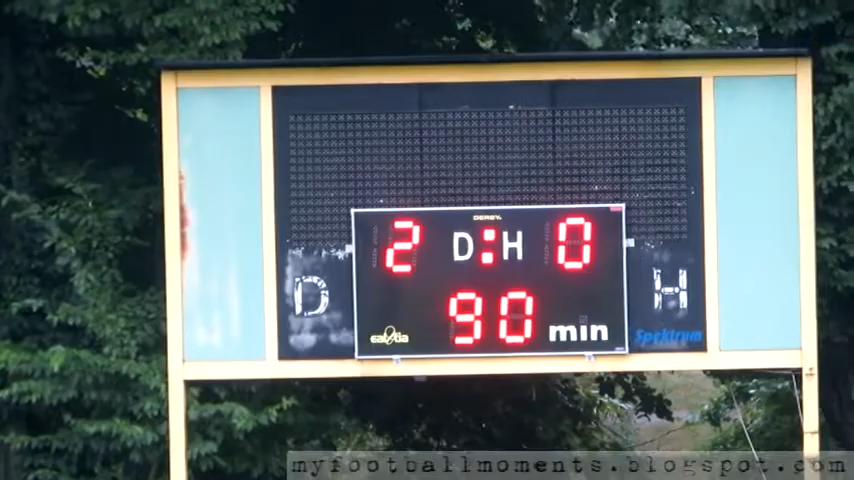 DERBY
2 D:H 0
D
H
90 min
Spektrum
myfootballmoments.blogspot.com